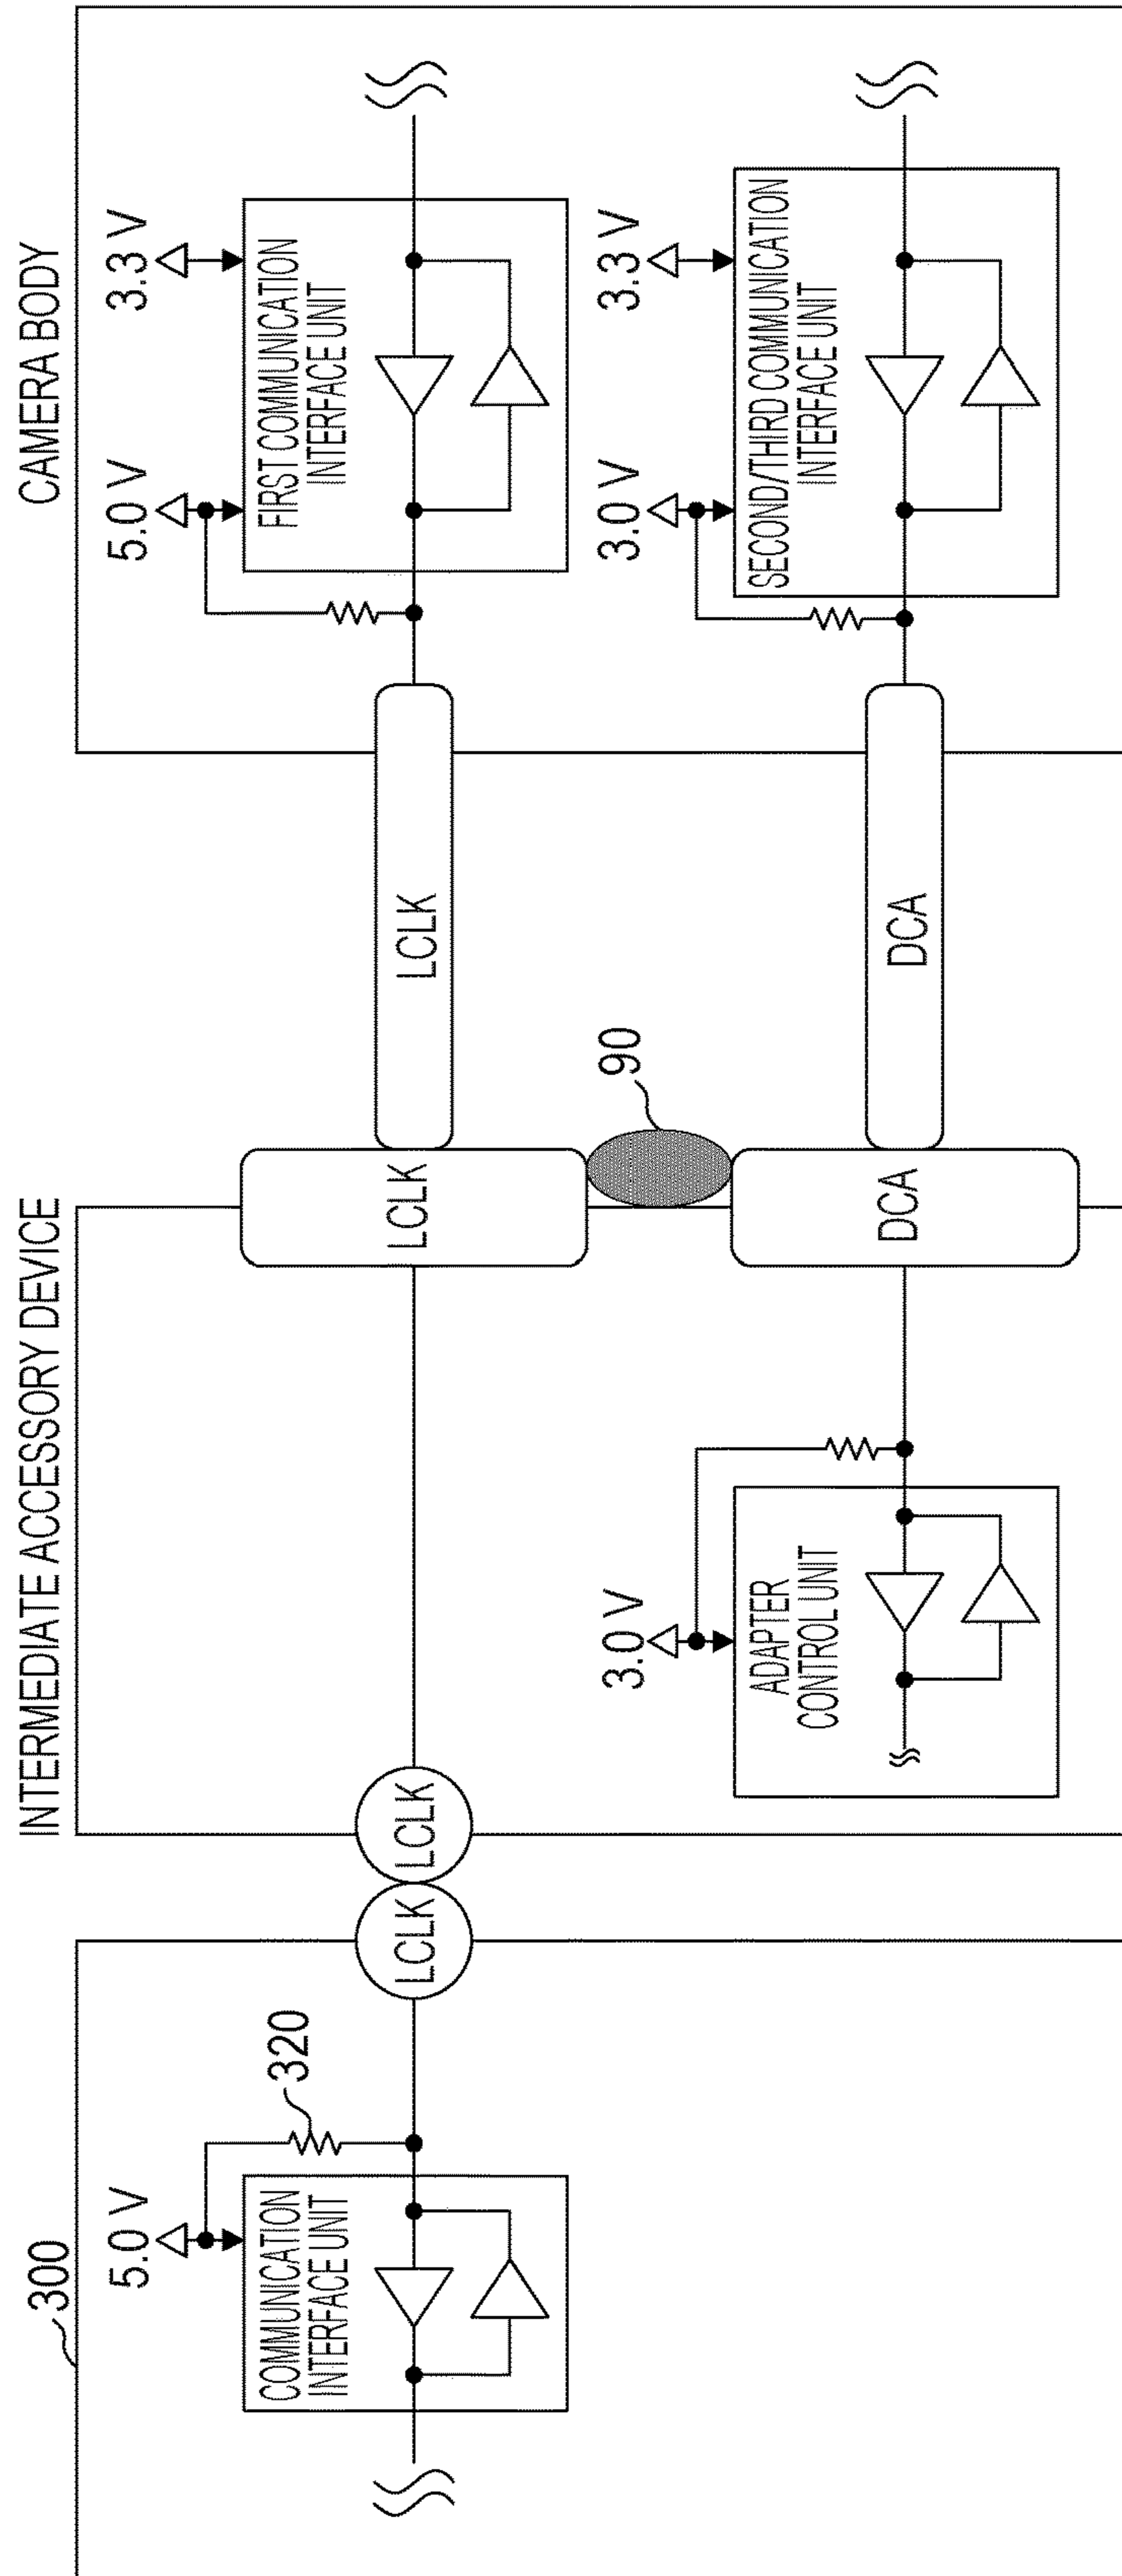 300
5.0 V
320
COMMUNICATION
INTERFACE UNIT
LCLK
INTERMEDIATE ACCESSORY DEVICE
LCLK
3.0 V
ADAPTER
CONTROL UNIT
LCLK
DCA
90
LCLK
DCA
CAMERA BODY
5.0 V
3.3 V
FIRST COMMUNICATION
INTERFACE UNIT
3.0 V
3.3 V
SECOND/THIRD COMMUNICATION
INTERFACE UNIT